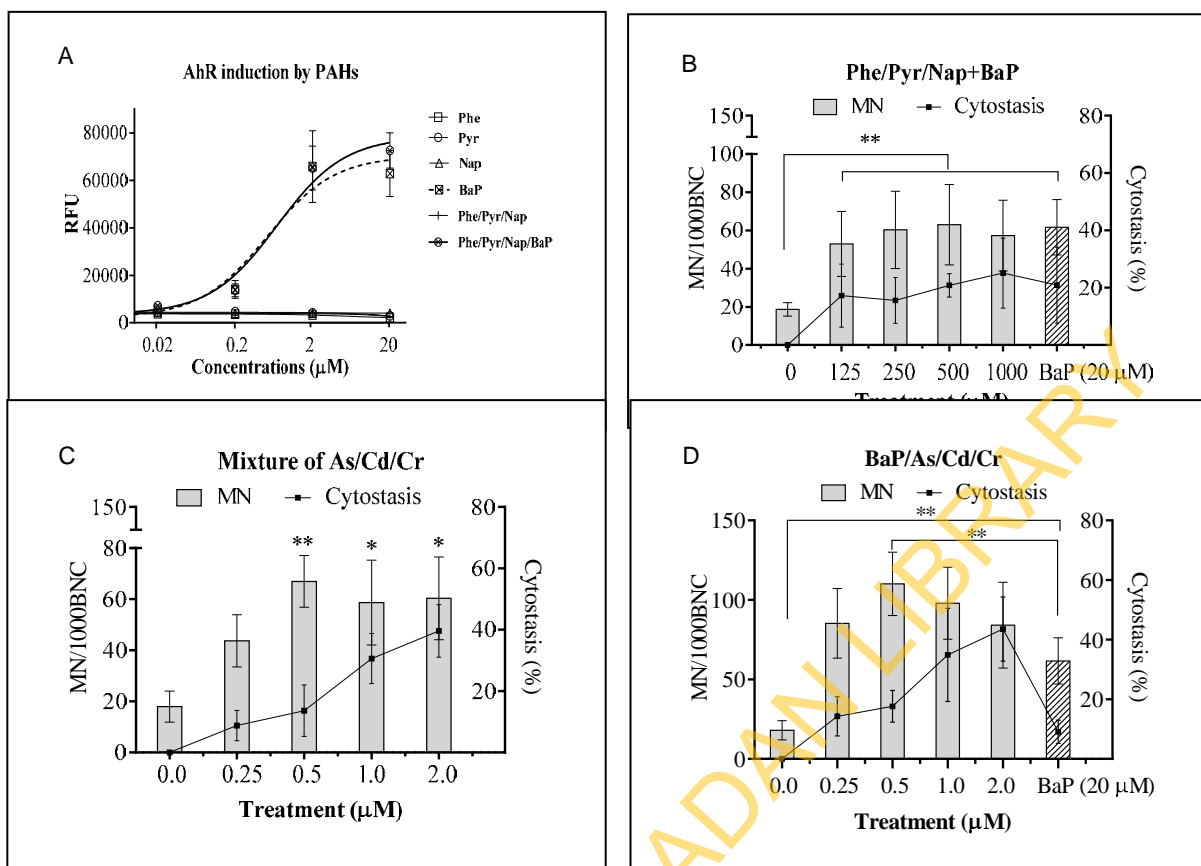 A
AhR induction by PAHs
Phe
Pyr
Nap
BaP
Phe/Pyr/Nap
Phe/Pyr/Nap/BaP
RFU
80000
60000
40000
20000
0
0.02 0.2 2 20
Concentrations (μM)
B
Phe/Pyr/Nap+BaP
MN Cytostasis
**
MN/1000BNC
150
100
80
60
40
20
0
Cytostasis (%)
80
60
40
20
0
0 125 250 500 1000 BaP (20 μM)
Treatment (μM)
C
Mixture of As/Cd/Cr
MN Cytostasis
** * *
MN/1000BNC
150
80
60
40
20
0
Cytostasis (%)
80
60
40
20
0.0 0.25 0.5 1.0 2.0
Treatment (μM)
D
BaP/As/Cd/Cr
MN Cytostasis
**
**
MN/1000BNC
150
100
50
0
Cytostasis (%)
80
60
40
20
0
0.0 0.25 0.5 1.0 2.0 BaP (20 μM)
Treatment (μM)
ADAN LIBRARY